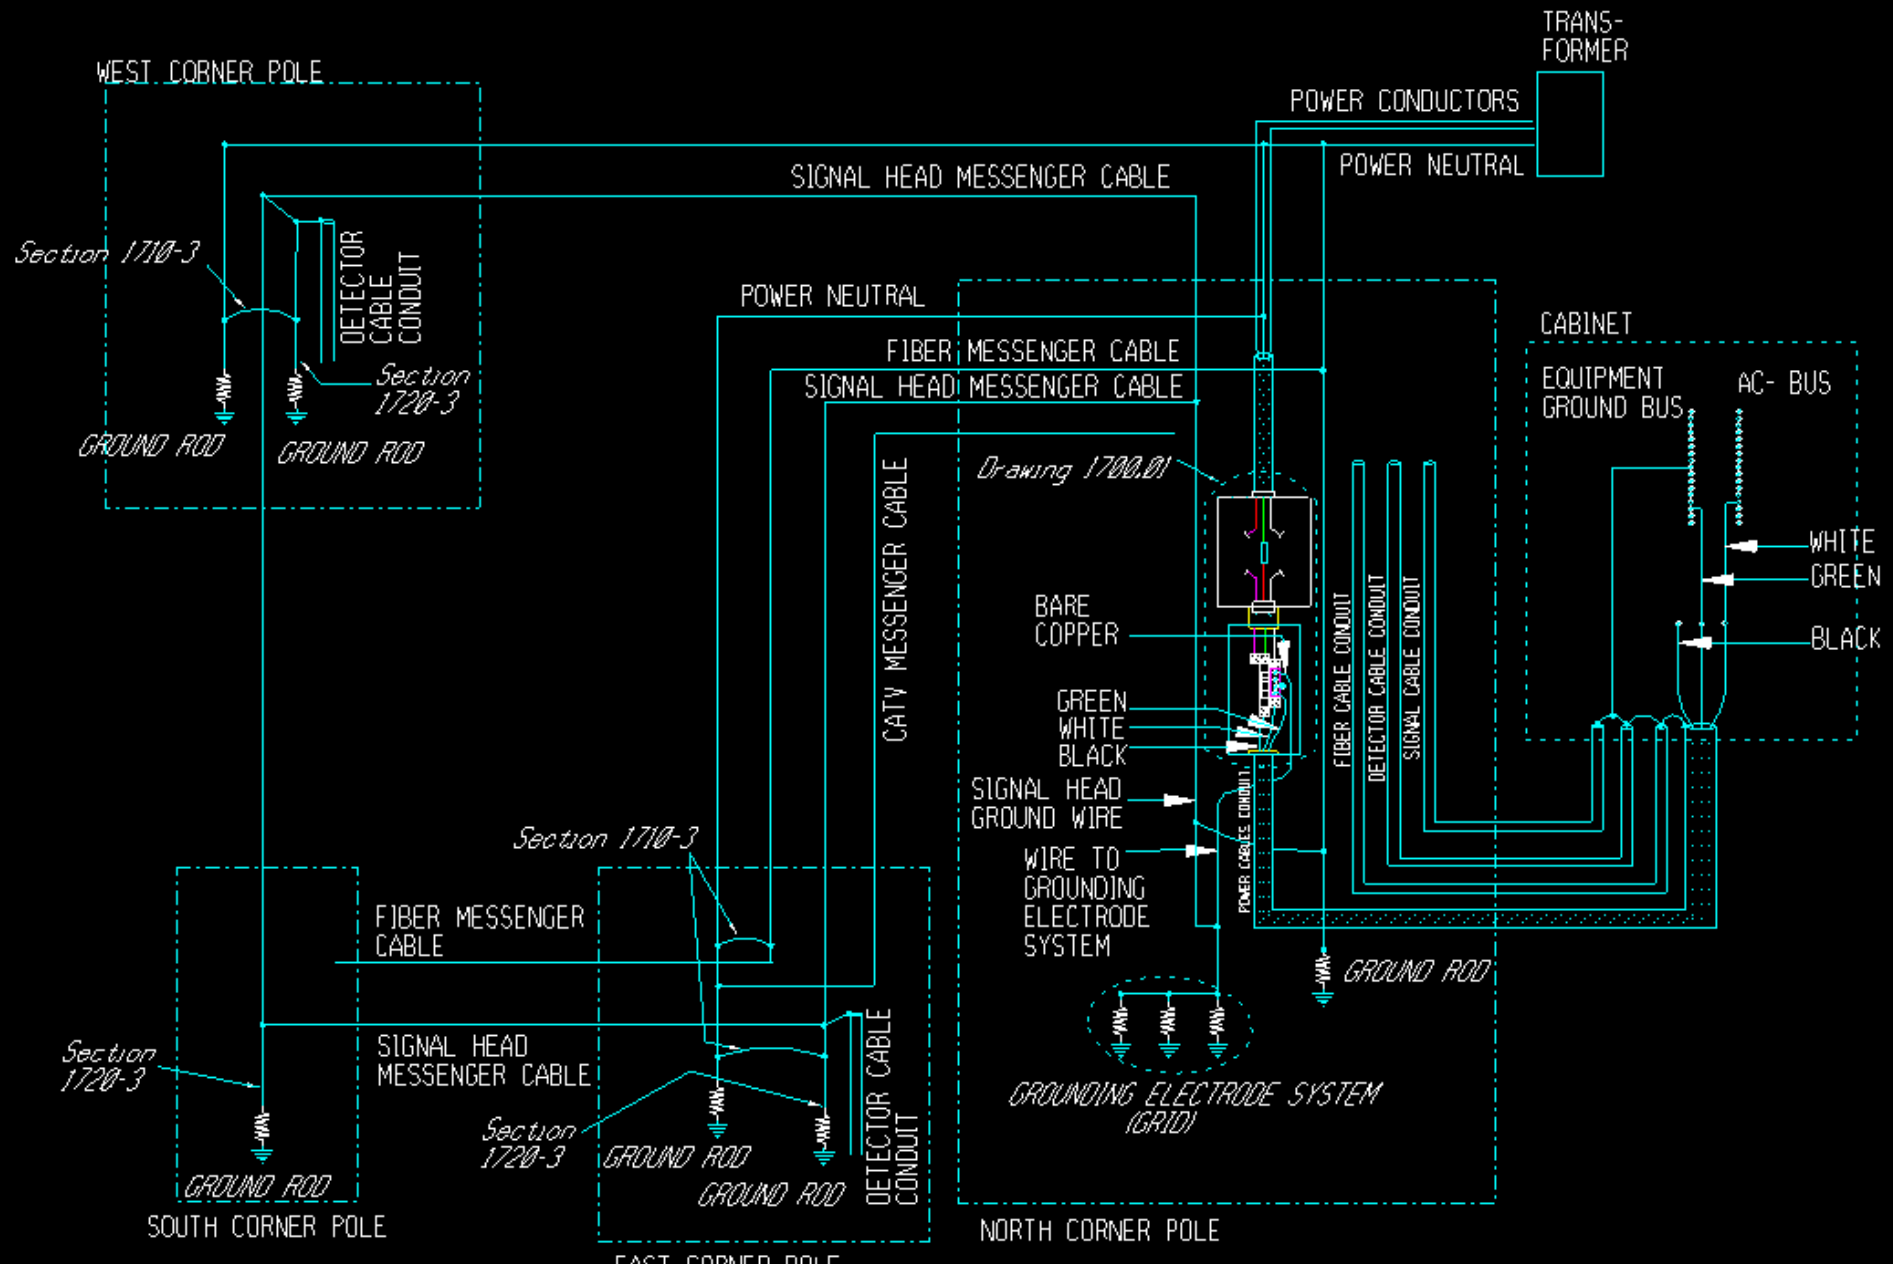 TRANS-
FORMER
WEST CORNER POLE
POWER CONDUCTORS
POWER NEUTRAL
SIGNAL HEAD MESSENGER CABLE
Section 1710-3
DETECTOR
CABLE
CONDUIT
POWER NEUTRAL
CABINET
FIBER MESSENGER CABLE
SIGNAL HEAD MESSENGER CABLE
Section
1720-3
EQUIPMENT
GROUND BUS
AC- BUS
GROUND ROD
GROUND ROD
Drawing 1700.01
CATV MESSENGER CABLE
WHITE
GREEN
BLACK
BARE
COPPER
GREEN
WHITE
BLACK
FIBER CABLE CONDUIT
DETECTOR CABLE CONDUIT
SIGNAL CABLE CONDUIT
SIGNAL HEAD
GROUND WIRE
POWER CABLES CONDUIT
Section 1710-3
WIRE TO
GROUNDING
ELECTRODE
SYSTEM
FIBER MESSENGER
CABLE
GROUND ROD
Section
1720-3
SIGNAL HEAD
MESSENGER CABLE
DETECTOR CABLE
CONDUIT
GROUNDING ELECTRODE SYSTEM
(GRID)
Section
1720-3
GROUND ROD
GROUND ROD
GROUND ROD
SOUTH CORNER POLE
NORTH CORNER POLE
EAST CORNER POLE